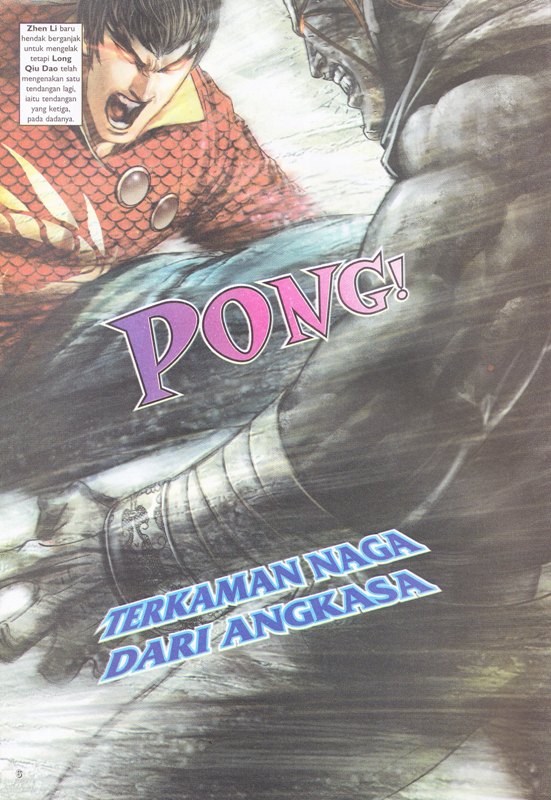 Zhen Li baru
hendak berganjak
untuk mengelak
tetapi Long
Qiu Dao telah
mengenakan satu
tendangan lagi,
iaitu tendangan
yang ketiga,
pada dadanya.
PONG!
TERKAMAN NAGA
DARI ANGKASA
6